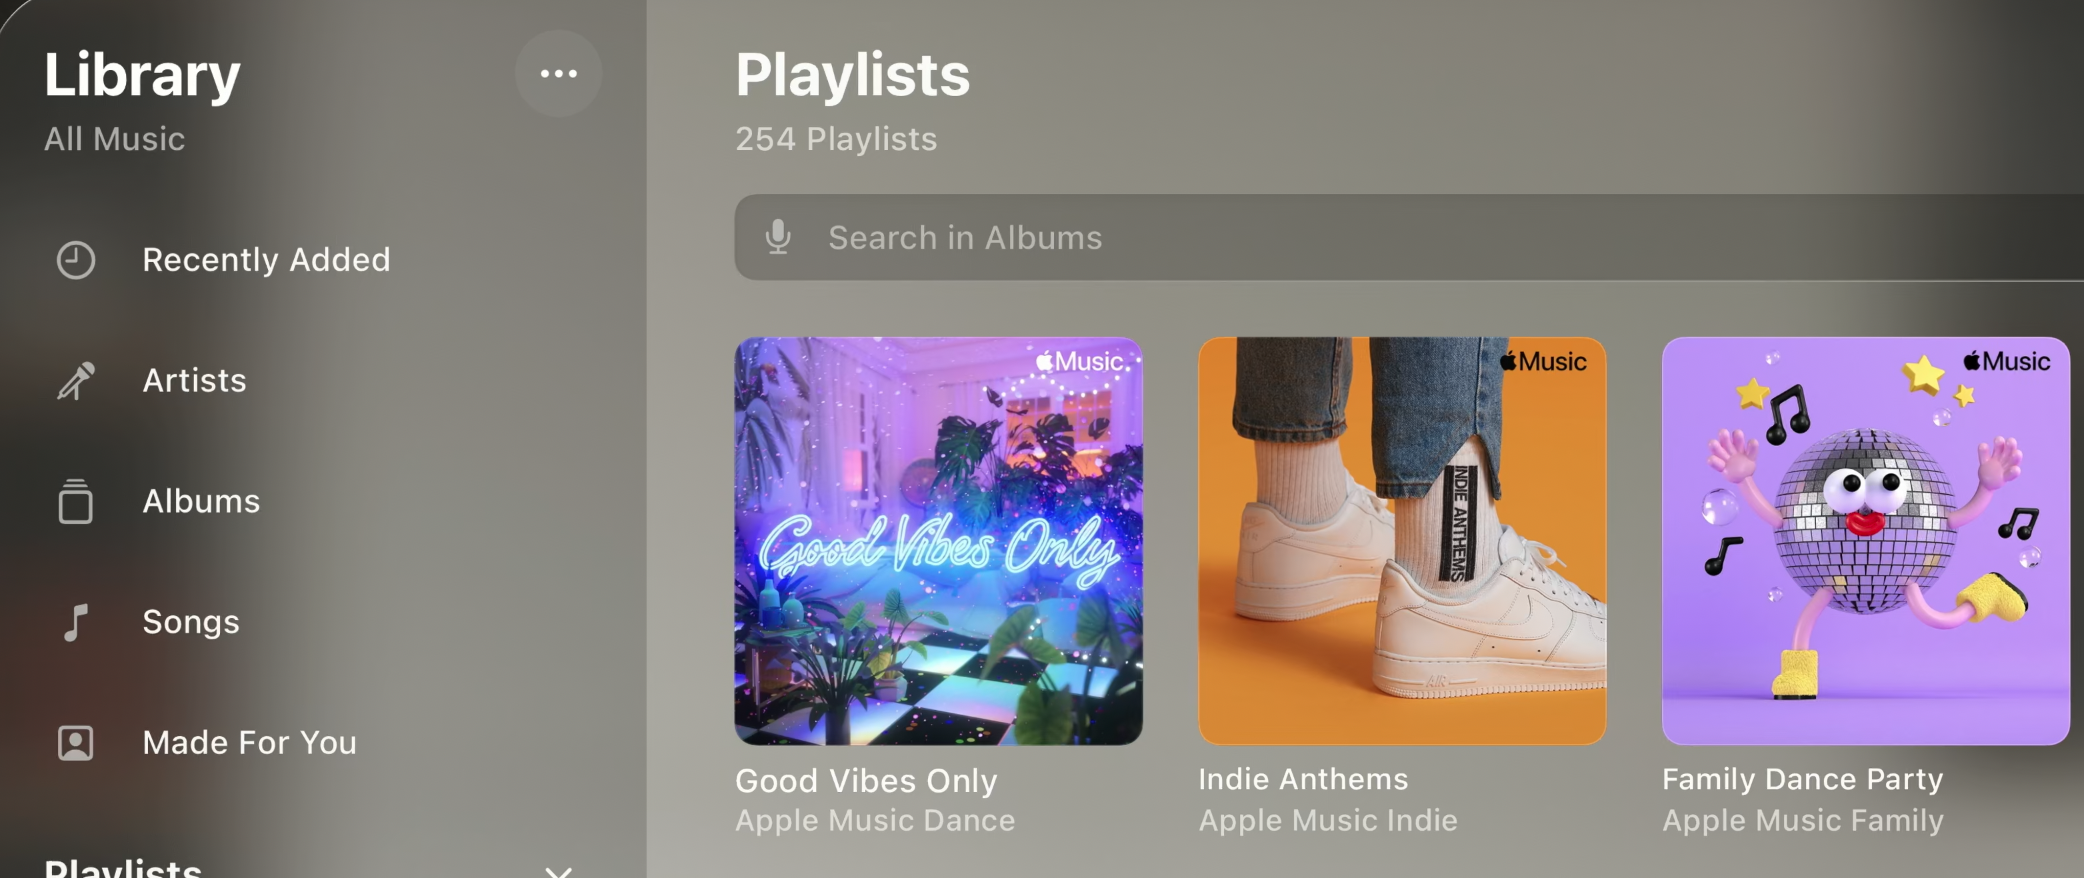 Library
All Music
Recently Added
Artists
Albums
Songs
Made For You
Playlists
Playlists
254 Playlists
Search in Albums
Music
Good Vibes Only
Good Vibes Only
Apple Music Dance
Music
INDIE ANTHEMS
AIR
Indie Anthems
Apple Music Indie
Music
Family Dance Party
Apple Music Family